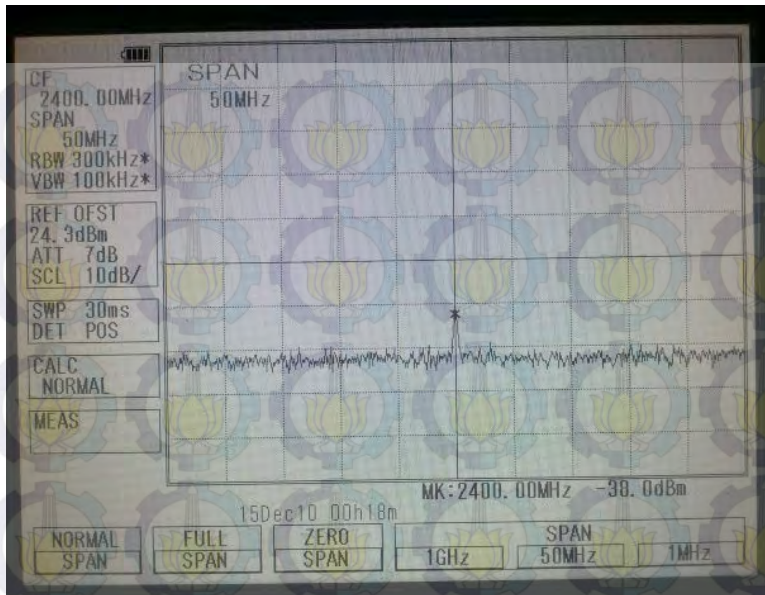 CF
2400.00MHz
SPAN
50MHz
RBW 300kHz*
VBW 100kHz*
REF OFST
24.3dBm
ATT 7dB
SCL 10dB/
SWP 30ms
DET POS
CALC
NORMAL
MEAS
SPAN
50MHz
MK:2400.00MHz -38.0dBm
15Dec10 00h18m
NORMAL SPAN
FULL SPAN
ZERO SPAN
SPAN
1GHz 50MHz 1MHz